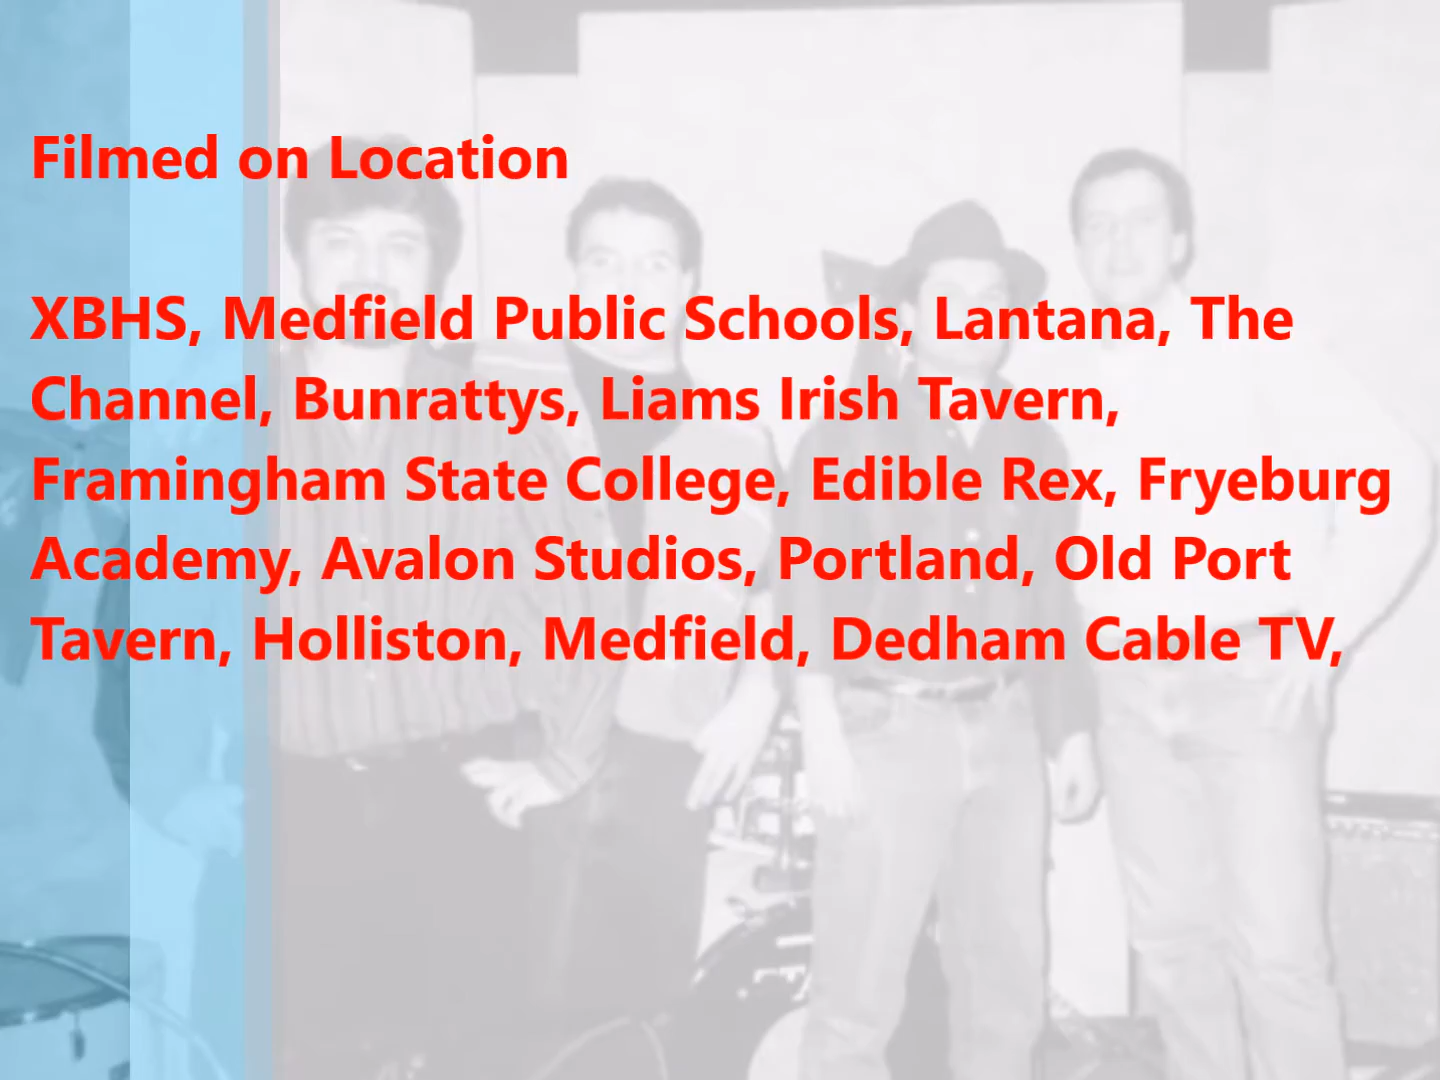 Filmed on Location
XBHS, Medfield Public Schools, Lantana, The
Channel, Bunrattys, Liams Irish Tavern,
Framingham State College, Edible Rex, Fryeburg
Academy, Avalon Studios, Portland, Old Port
Tavern, Holliston, Medfield, Dedham Cable TV,